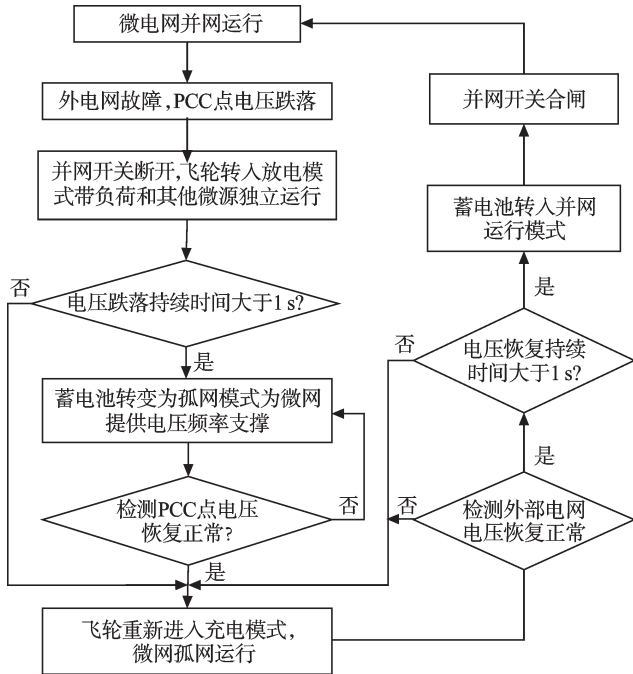 微电网并网运行
外电网故障,PCC点电压跌落
并网开关断开,飞轮转入放电模
式带负荷和其他微源独立运行
否
电压跌落持续时间大于1 s?
是
蓄电池转变为孤网模式为微网
提供电压频率支撑
检测PCC点电压
恢复正常?
否
是
飞轮重新进入充电模式,
微网孤网运行
并网开关合闸
蓄电池转入并网
运行模式
是
否
电压恢复持续
时间大于1 s?
是
否
检测外部电网
电压恢复正常